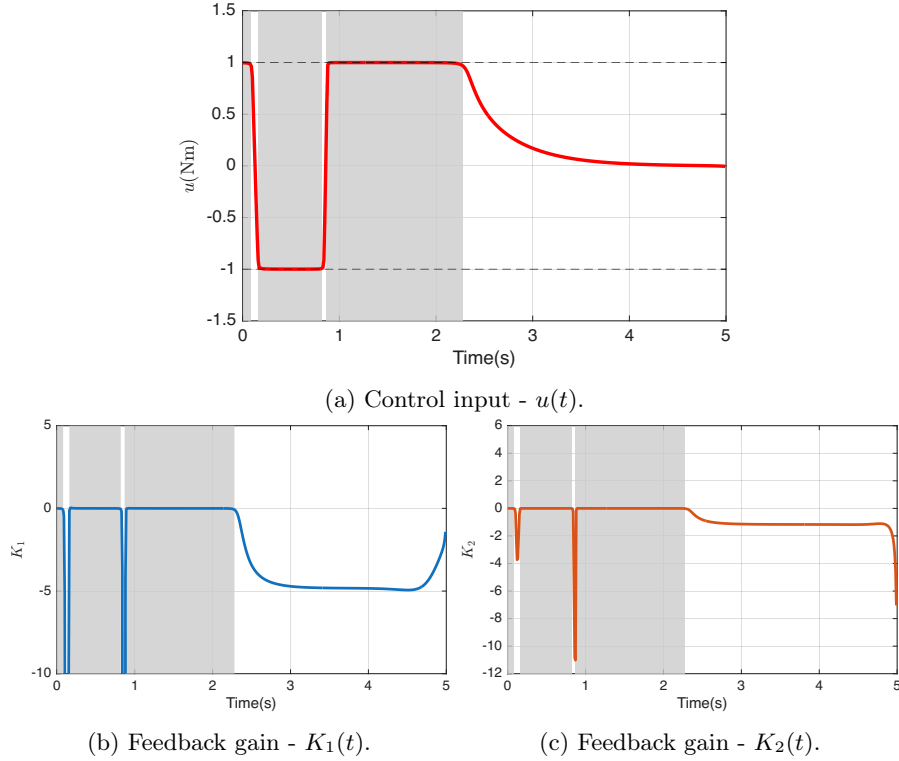 1.5
1
0.5
0
-0.5
-1
-1.5
u(Nm)
0 1 2 3 4 5
Time(s)
(a) Control input - u(t).
5
0
-5
-10
K1
0 1 2 3 4 5
Time(s)
(b) Feedback gain - K1(t).
6
4
2
0
-2
-4
-6
-8
-10
-12
K2
0 1 2 3 4 5
Time(s)
(c) Feedback gain - K2(t).